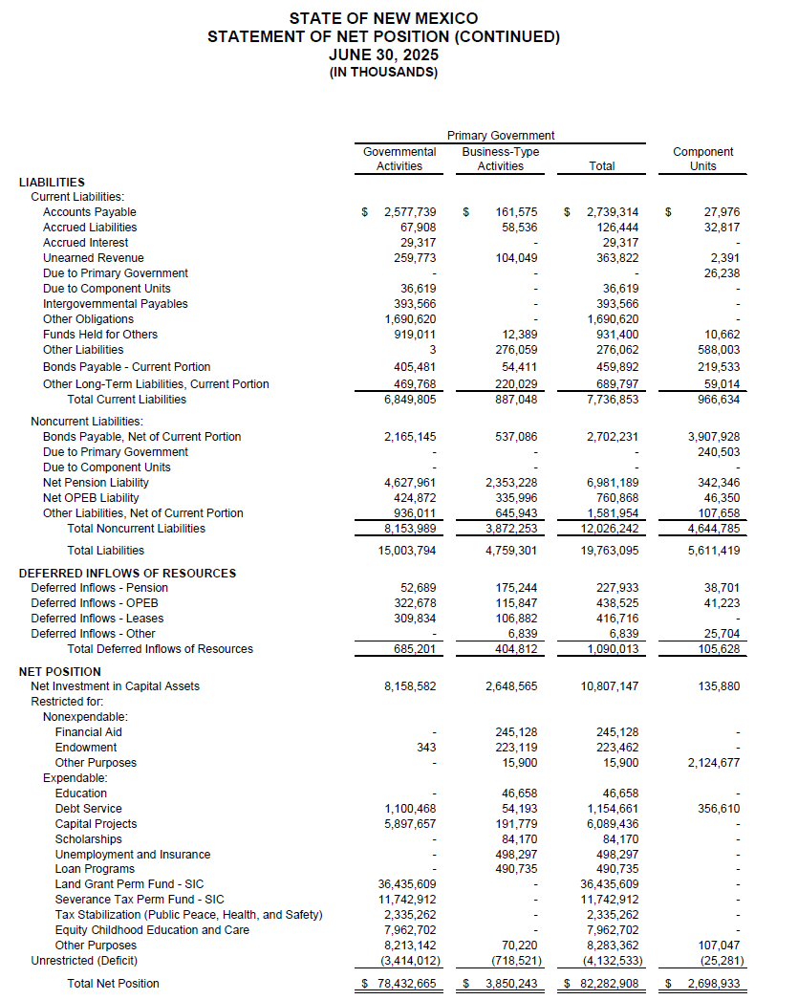 STATE OF NEW MEXICO
STATEMENT OF NET POSITION (CONTINUED)
JUNE 30, 2025
(IN THOUSANDS)
Primary Government
Governmental Business-Type Component
Activities Activities Total Units
LIABILITIES
Current Liabilities:
Accounts Payable $ 2,577,739 $ 161,575 $ 2,739,314 $ 27,976
Accrued Liabilities 67,908 58,536 126,444 32,817
Accrued Interest 29,317 - 29,317 -
Unearned Revenue 259,773 104,049 363,822 2,391
Due to Primary Government - - - 26,238
Due to Component Units 36,619 - 36,619 -
Intergovernmental Payables 393,566 - 393,566 -
Other Obligations 1,690,620 - 1,690,620 -
Funds Held for Others 919,011 12,389 931,400 10,662
Other Liabilities 3 276,059 276,062 588,003
Bonds Payable - Current Portion 405,481 54,411 459,892 219,533
Other Long-Term Liabilities, Current Portion 469,768 220,029 689,797 59,014
Total Current Liabilities 6,849,805 887,048 7,736,853 966,634
Noncurrent Liabilities:
Bonds Payable, Net of Current Portion 2,165,145 537,086 2,702,231 3,907,928
Due to Primary Government - - - 240,503
Due to Component Units - - - -
Net Pension Liability 4,627,961 2,353,228 6,981,189 342,346
Net OPEB Liability 424,872 335,996 760,868 46,350
Other Liabilities, Net of Current Portion 936,011 645,943 1,581,954 107,658
Total Noncurrent Liabilities 8,153,989 3,872,253 12,026,242 4,644,785
Total Liabilities 15,003,794 4,759,301 19,763,095 5,611,419
DEFERRED INFLOWS OF RESOURCES
Deferred Inflows - Pension 52,689 175,244 227,933 38,701
Deferred Inflows - OPEB 322,678 115,847 438,525 41,223
Deferred Inflows - Leases 309,834 106,882 416,716 -
Deferred Inflows - Other - 6,839 6,839 25,704
Total Deferred Inflows of Resources 685,201 404,812 1,090,013 105,628
NET POSITION
Net Investment in Capital Assets 8,158,582 2,648,565 10,807,147 135,880
Restricted for:
Nonexpendable:
Financial Aid - 245,128 245,128 -
Endowment 343 223,119 223,462 -
Other Purposes - 15,900 15,900 2,124,677
Expendable:
Education - 46,658 46,658 -
Debt Service 1,100,468 54,193 1,154,661 356,610
Capital Projects 5,897,657 191,779 6,089,436 -
Scholarships - 84,170 84,170 -
Unemployment and Insurance - 498,297 498,297 -
Loan Programs - 490,735 490,735 -
Land Grant Perm Fund - SIC 36,435,609 - 36,435,609 -
Severance Tax Perm Fund - SIC 11,742,912 - 11,742,912 -
Tax Stabilization (Public Peace, Health, and Safety) 2,335,262 - 2,335,262 -
Equity Childhood Education and Care 7,962,702 - 7,962,702 -
Other Purposes 8,213,142 70,220 8,283,362 107,047
Unrestricted (Deficit) (3,414,012) (718,521) (4,132,533) (25,281)
Total Net Position $ 78,432,665 $ 3,850,243 $ 82,282,908 $ 2,698,933